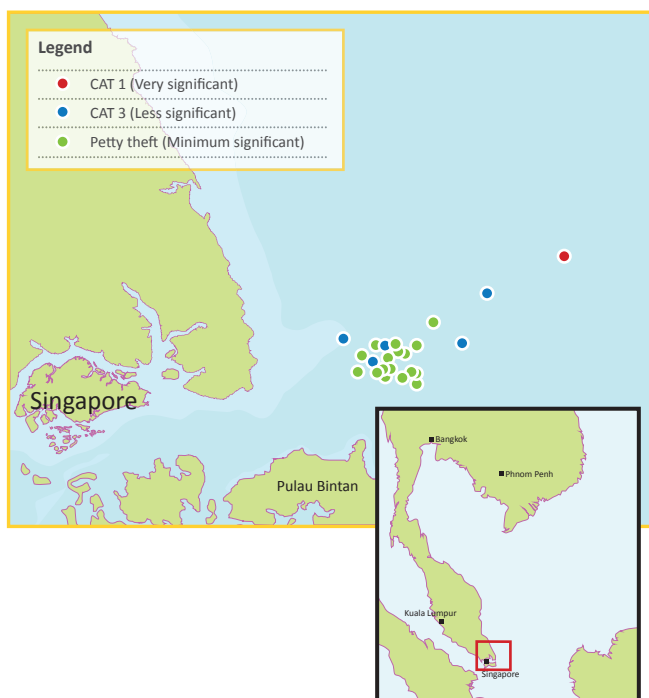 Legend
CAT 1 (Very significant)
CAT 3 (Less significant)
Petty theft (Minimum significant)
Singapore
Pulau Bintan
Bangkok
Phnom Penh
Kuala Lumpur
Singapore